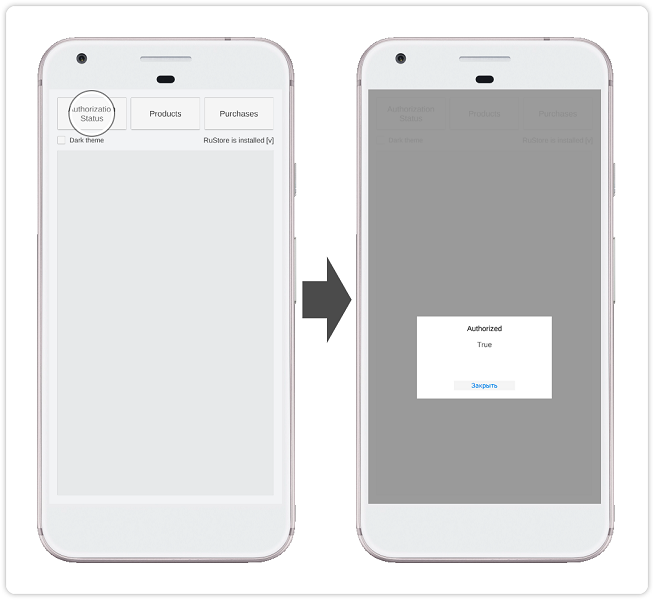 Authorization
Status
Products
Purchases
Dark theme
RuStore is installed [v]
Authorization
Status
Products
Purchases
Dark theme
RuStore is installed [v]
Authorized
True
Закрыть